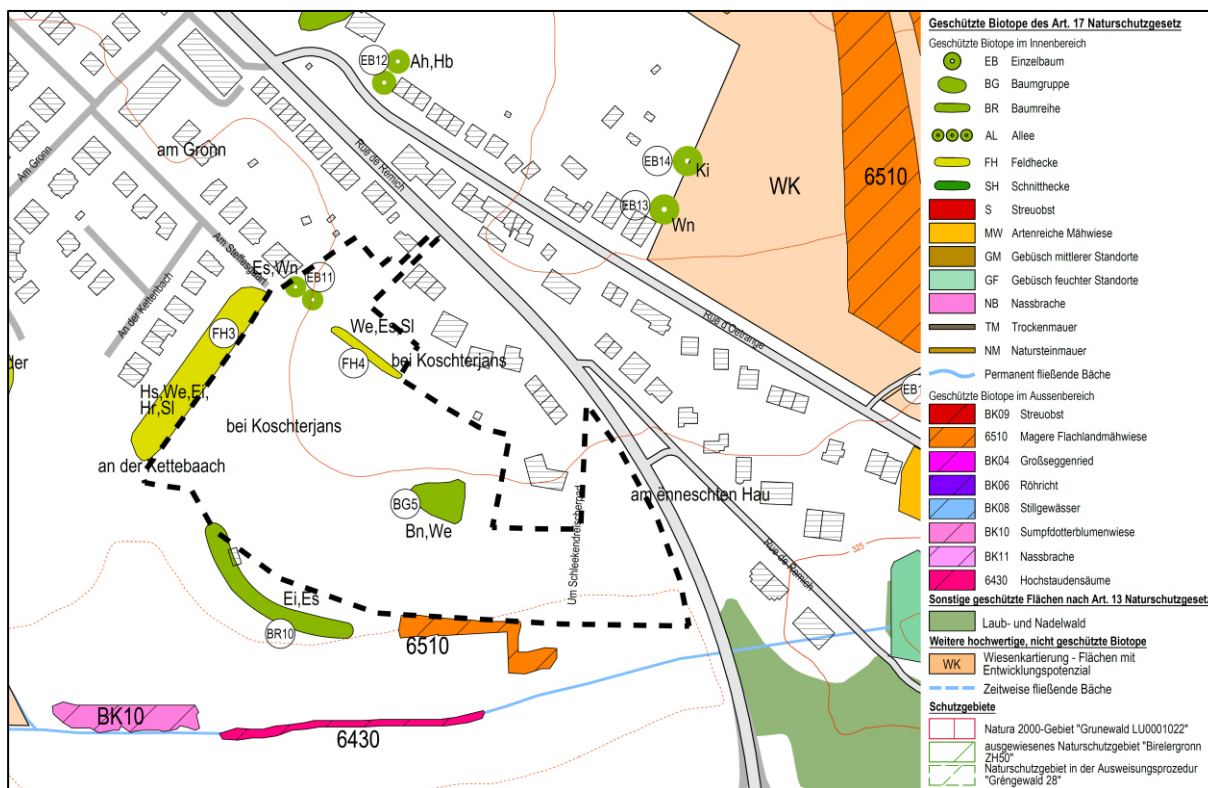 EB12
Ah,Hb
am Gronn
Am Gronn
Rue de Remich
EB14
Ki
WK
6510
EB13
Wn
Am Steffesgaart
Es,Wn
EB11
An der Kettenbach
Rue d'Oetrange
FH3
We,Es,Sl
bei Koschterjans
FH4
der
Hs,We,Ei,
Hr,Sl
bei Koschterjans
EB1
an der Kettebaach
BG5
Bn,We
am ënneschten Hau
Um Schleekendreischerpad
Rue de Remich
325
Ei,Es
BR10
6510
BK10
6430
Geschützte Biotope des Art. 17 Naturschutzgesetz
Geschützte Biotope im Innenbereich
EB Einzelbaum
BG Baumgruppe
BR Baumreihe
AL Allee
FH Feldhecke
SH Schnitthecke
S Streuobst
MW Artenreiche Mähwiese
GM Gebüsch mittlerer Standorte
GF Gebüsch feuchter Standorte
NB Nassbrache
TM Trockenmauer
NM Natursteinmauer
Permanent fließende Bäche
Geschützte Biotope im Aussenbereich
BK09 Streuobst
6510 Magere Flachlandmähwiese
BK04 Großseggenried
BK06 Röhricht
BK08 Stillgewässer
BK10 Sumpfdotterblumenwiese
BK11 Nassbrache
6430 Hochstaudensäume
Sonstige geschützte Flächen nach Art. 13 Naturschutzgesetz
Laub- und Nadelwald
Weitere hochwertige, nicht geschützte Biotope
WK Wiesenkartierung - Flächen mit
Entwicklungspotenzial
Zeitweise fließende Bäche
Schutzgebiete
Natura 2000-Gebiet "Grunewald LU0001022"
ausgewiesenes Naturschutzgebiet "Birelergronn
ZH50"
Naturschutzgebiet in der Ausweisungsprozedur
"Gréngewald 28"